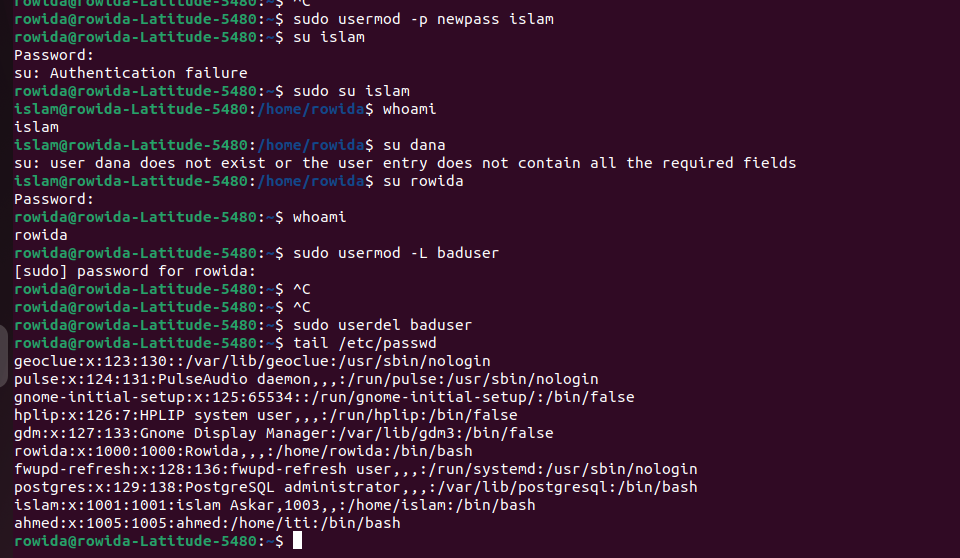 rowida@rowida-Latitude-5480:~$ ^C
rowida@rowida-Latitude-5480:~$ sudo usermod -p newpass islam
rowida@rowida-Latitude-5480:~$ su islam
Password:
su: Authentication failure
rowida@rowida-Latitude-5480:~$ sudo su islam
islam@rowida-Latitude-5480:/home/rowida$ whoami
islam
islam@rowida-Latitude-5480:/home/rowida$ su dana
su: user dana does not exist or the user entry does not contain all the required fields
islam@rowida-Latitude-5480:/home/rowida$ su rowida
Password:
rowida@rowida-Latitude-5480:~$ whoami
rowida
rowida@rowida-Latitude-5480:~$ sudo usermod -L baduser
[sudo] password for rowida:
rowida@rowida-Latitude-5480:~$ ^C
rowida@rowida-Latitude-5480:~$ ^C
rowida@rowida-Latitude-5480:~$ sudo userdel baduser
rowida@rowida-Latitude-5480:~$ tail /etc/passwd
geoclue:x:123:130::/var/lib/geoclue:/usr/sbin/nologin
pulse:x:124:131:PulseAudio daemon,,,:/run/pulse:/usr/sbin/nologin
gnome-initial-setup:x:125:65534::/run/gnome-initial-setup/:/bin/false
hplip:x:126:7:HPLIP system user,,,:/run/hplip:/bin/false
gdm:x:127:133:Gnome Display Manager:/var/lib/gdm3:/bin/false
rowida:x:1000:1000:Rowida,,,:/home/rowida:/bin/bash
fwupd-refresh:x:128:136:fwupd-refresh user,,,:/run/systemd:/usr/sbin/nologin
postgres:x:129:138:PostgreSQL administrator,,,:/var/lib/postgresql:/bin/bash
islam:x:1001:1001:islam Askar,1003,,:/home/islam:/bin/bash
ahmed:x:1005:1005:ahmed:/home/iti:/bin/bash
rowida@rowida-Latitude-5480:~$